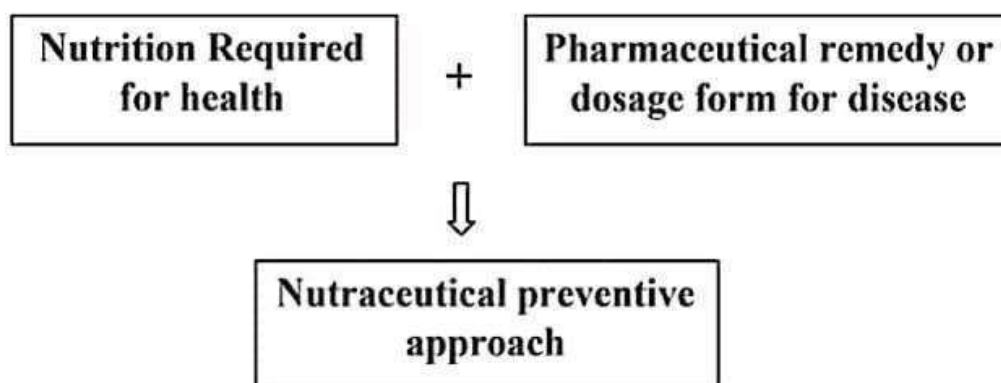 Nutrition Required
for health
+
Pharmaceutical remedy or
dosage form for disease
Nutraceutical preventive
approach